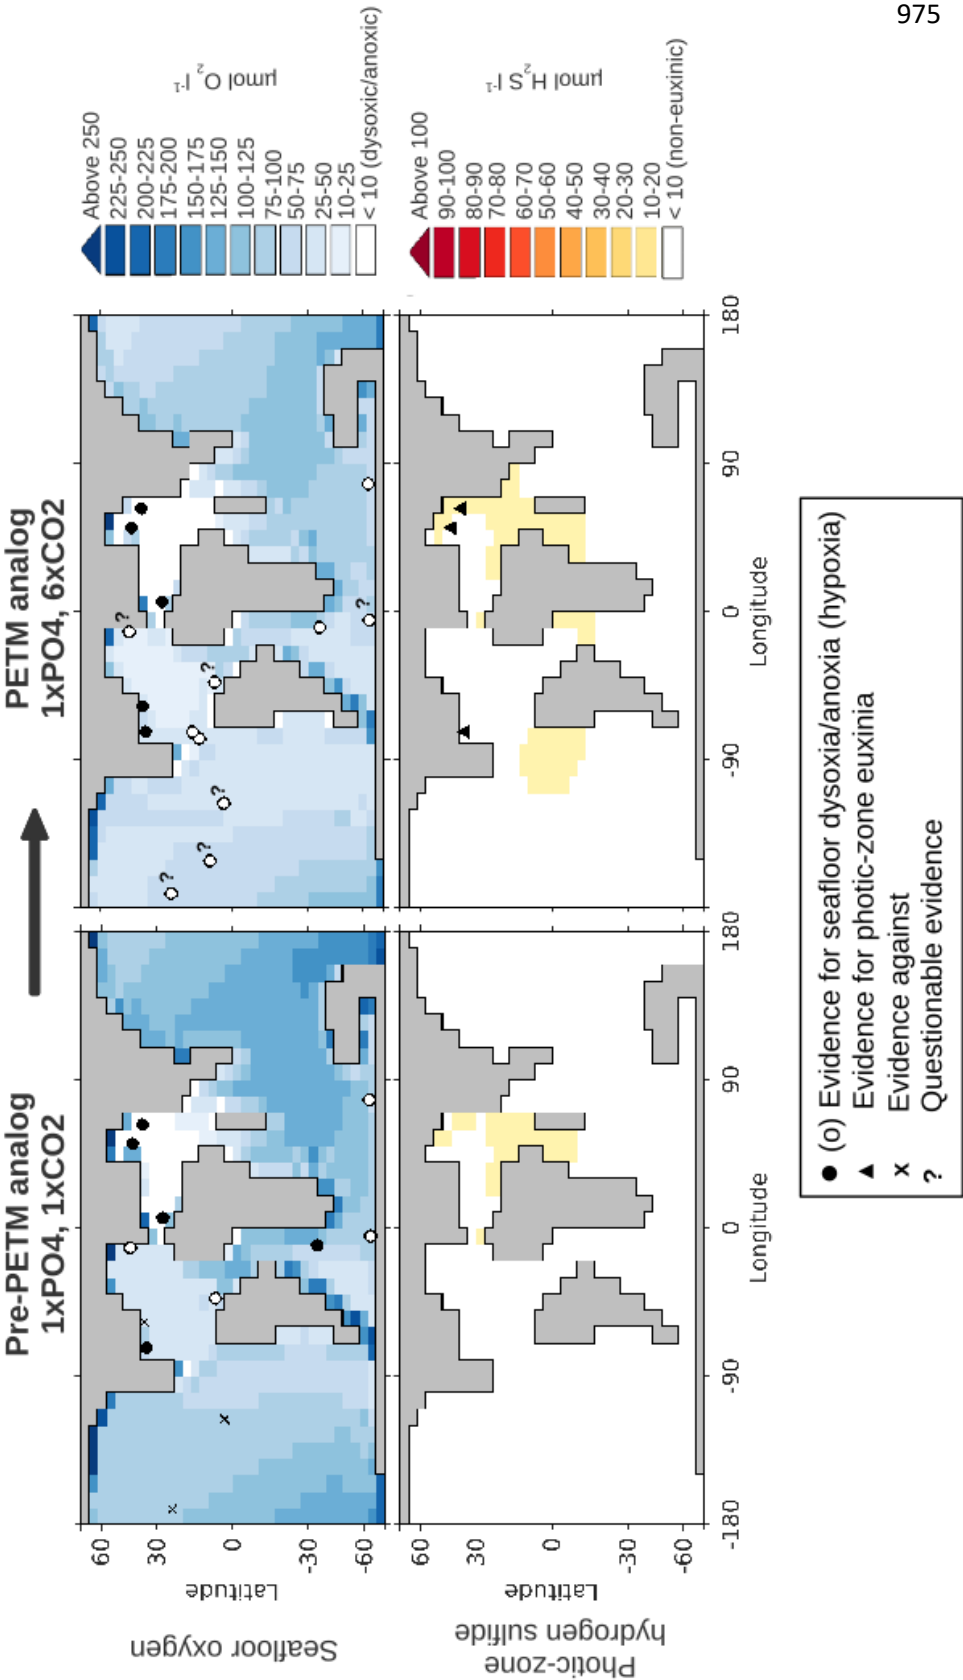 975
Pre-PETM analog
1xPO4, 1xCO2
PETM analog
1xPO4, 6xCO2
Seafloor oxygen
Latitude
60
30
0
-30
-60
?
?
?
?
?
?
?
Above 250
225-250
200-225
175-200
150-175
125-150
100-125
75-100
50-75
25-50
10-25
< 10 (dysoxic/anoxic)
µmol O2 l-1
Photic-zone
hydrogen sulfide
Latitude
60
30
0
-30
-60
-180
-90
0
90
180
Longitude
-90
0
90
180
Longitude
Above 100
90-100
80-90
70-80
60-70
50-60
40-50
30-40
20-30
10-20
< 10 (non-euxinic)
µmol H2S l-1
● (o) Evidence for seafloor dysoxia/anoxia (hypoxia)
▲ Evidence for photic-zone euxinia
x Evidence against
? Questionable evidence